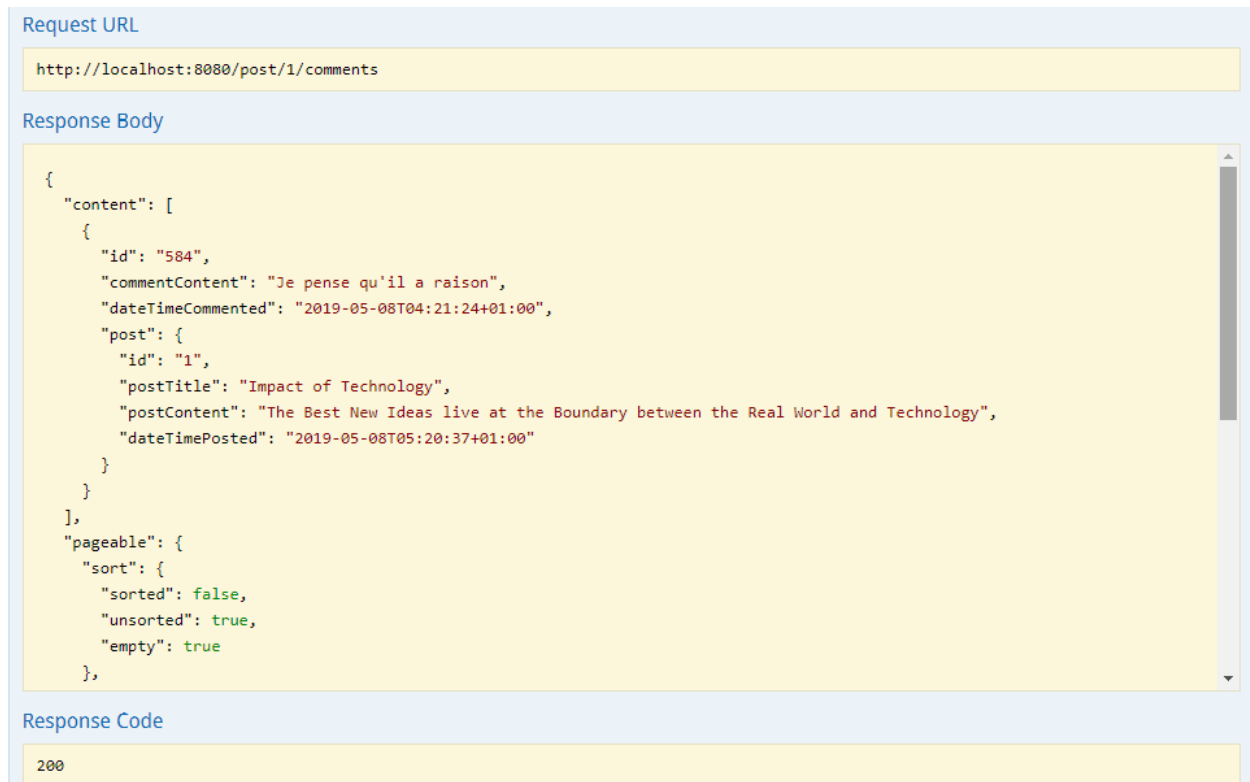 Request URL
http://localhost:8080/post/1/comments
Response Body
{
  "content": [
    {
      "id": "584",
      "commentContent": "Je pense qu'il a raison",
      "dateTimeCommented": "2019-05-08T04:21:24+01:00",
      "post": {
        "id": "1",
        "postTitle": "Impact of Technology",
        "postContent": "The Best New Ideas live at the Boundary between the Real World and Technology",
        "dateTimePosted": "2019-05-08T05:20:37+01:00"
      }
    }
  ],
  "pageable": {
    "sort": {
      "sorted": false,
      "unsorted": true,
      "empty": true
    },
Response Code
200